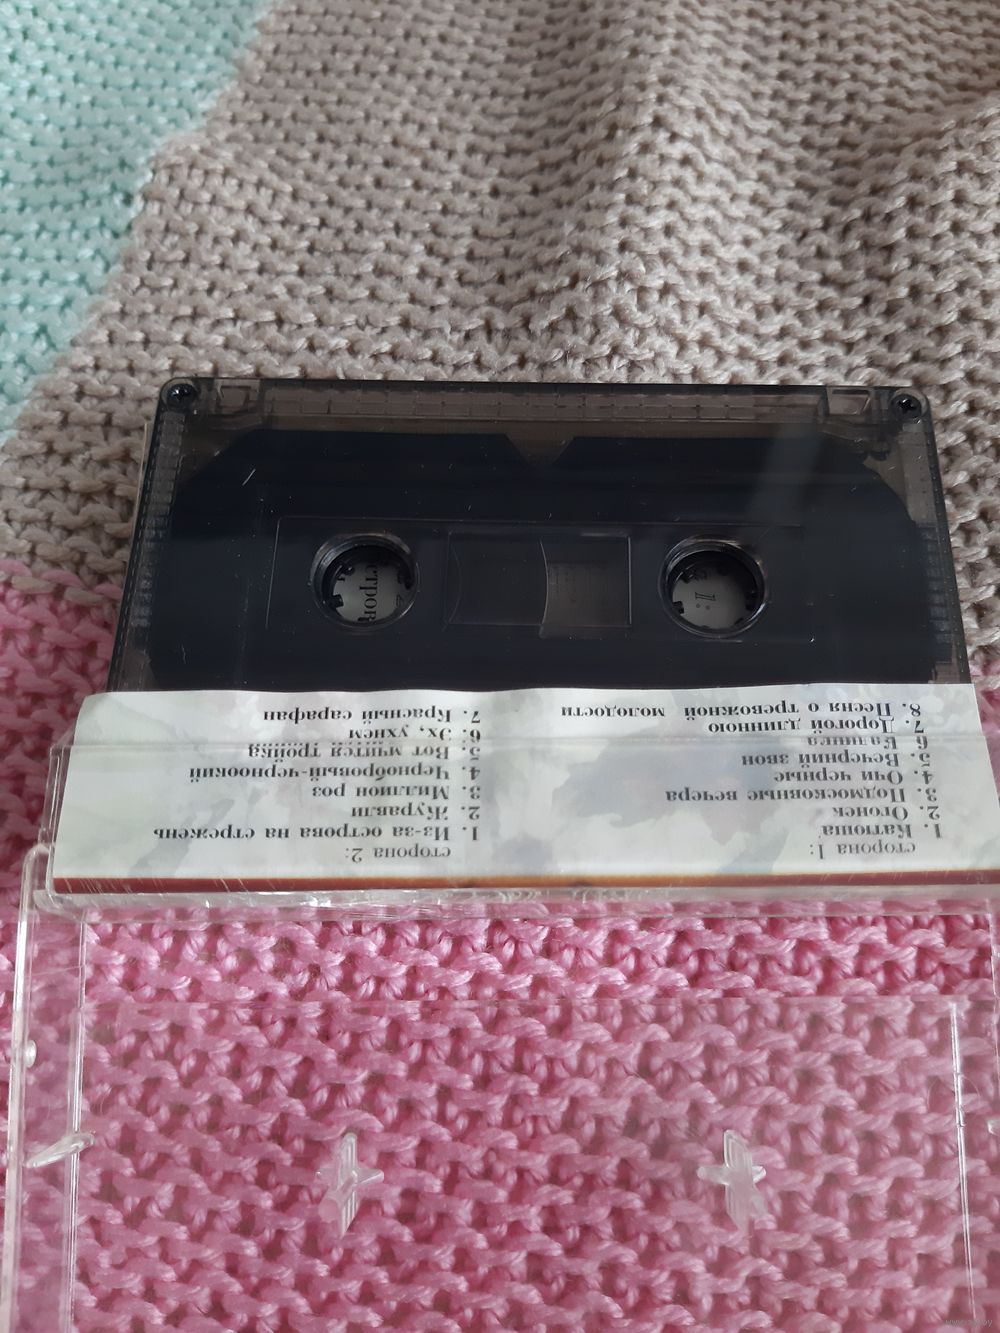 сторона 1:
1. Катюша
2. Огонек
3. Подмосковные вечера
4. Очи черные
5. Вечерний звон
6. Калинка
7. Дорогой длинною
8. Песня о тревожной молодости
сторона 2:
1. Из-за острова на стрежень
2. Журавли
3. Миллион роз
4. Чернобровый-черноокий
5. Вот мчится тройка
6. Эх, ухнем
7. Красный сарафан